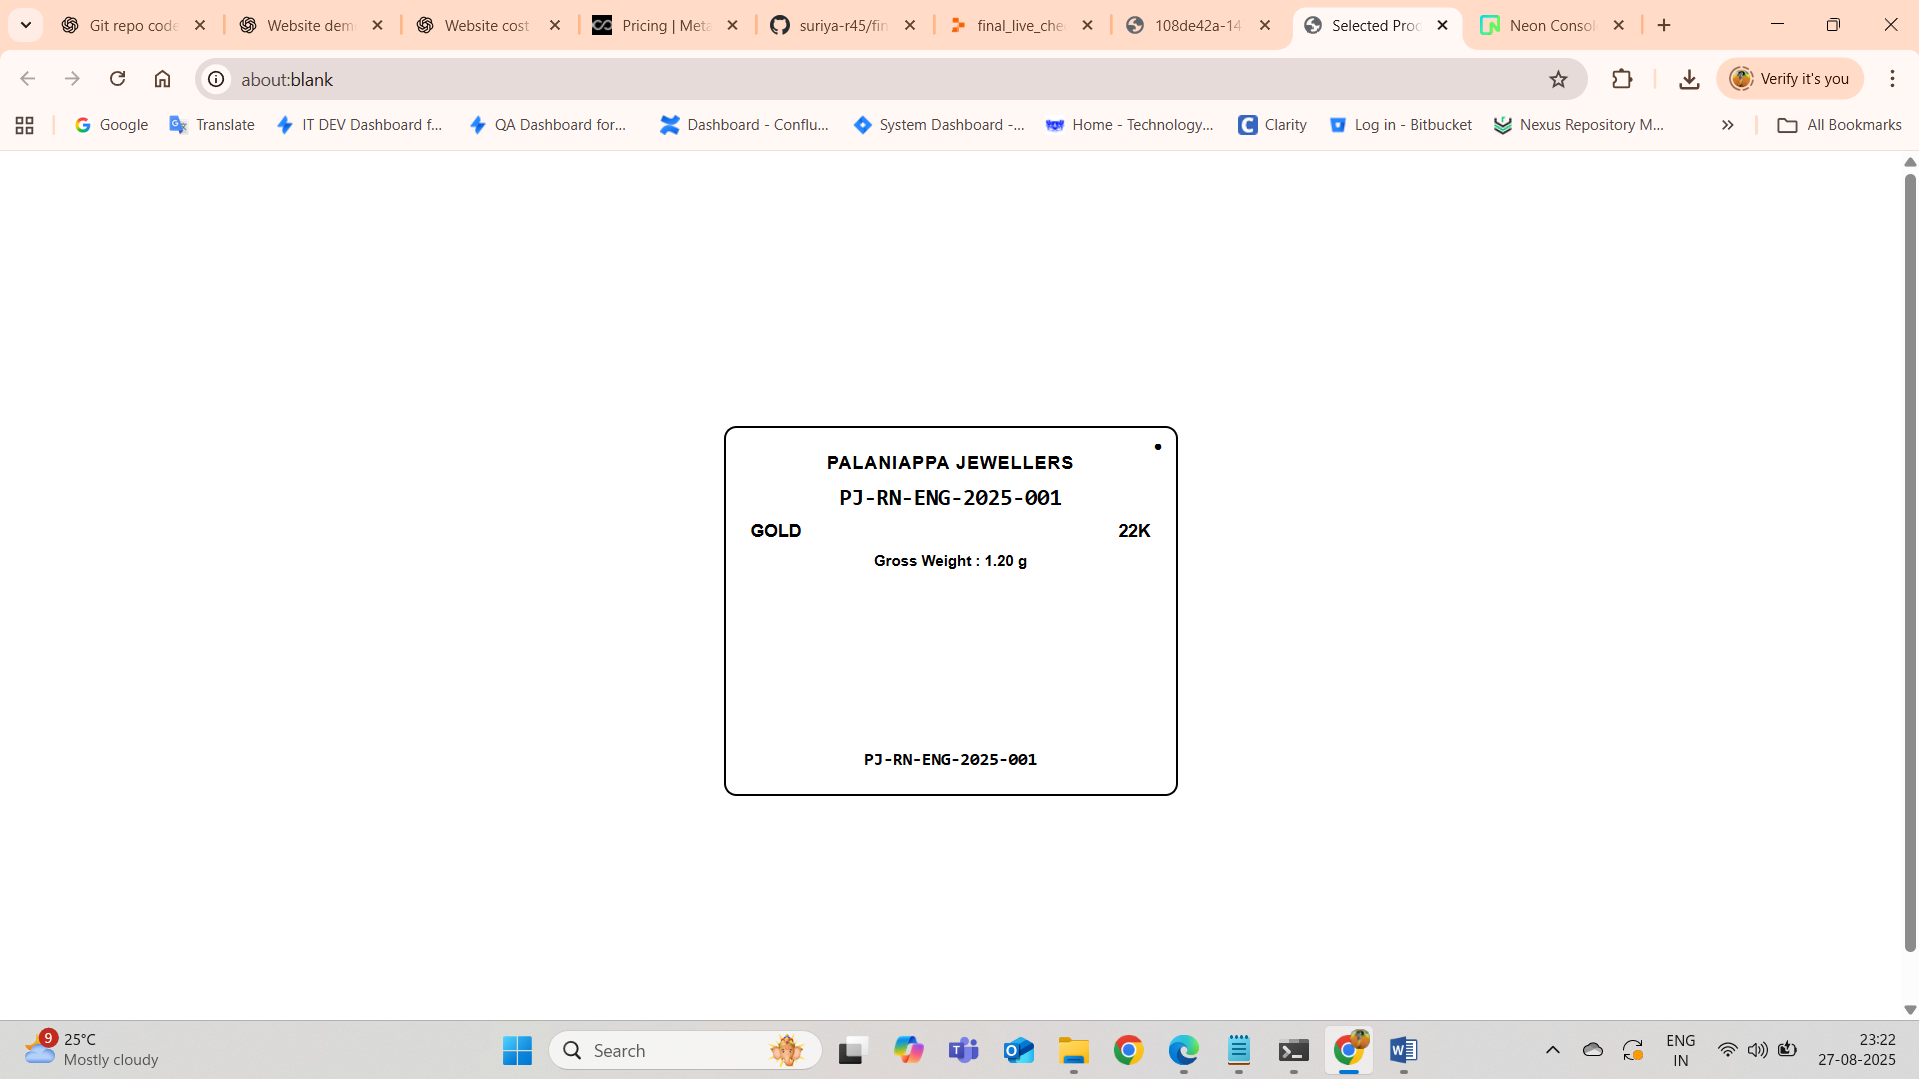 Git repo code
Website dem
Website cost
Pricing | Meta
suriya-r45/fin
final_live_che
108de42a-14
Selected Proc
Neon Consol
about:blank
Verify it's you
Google
Translate
IT DEV Dashboard f...
QA Dashboard for...
Dashboard - Conflu...
System Dashboard -...
Home - Technology...
Clarity
Log in - Bitbucket
Nexus Repository M...
All Bookmarks
PALANIAPPA JEWELLERS
PJ-RN-ENG-2025-001
GOLD 22K
Gross Weight : 1.20 g
PJ-RN-ENG-2025-001
9
25°C
Mostly cloudy
Search
ENG
IN
23:22
27-08-2025